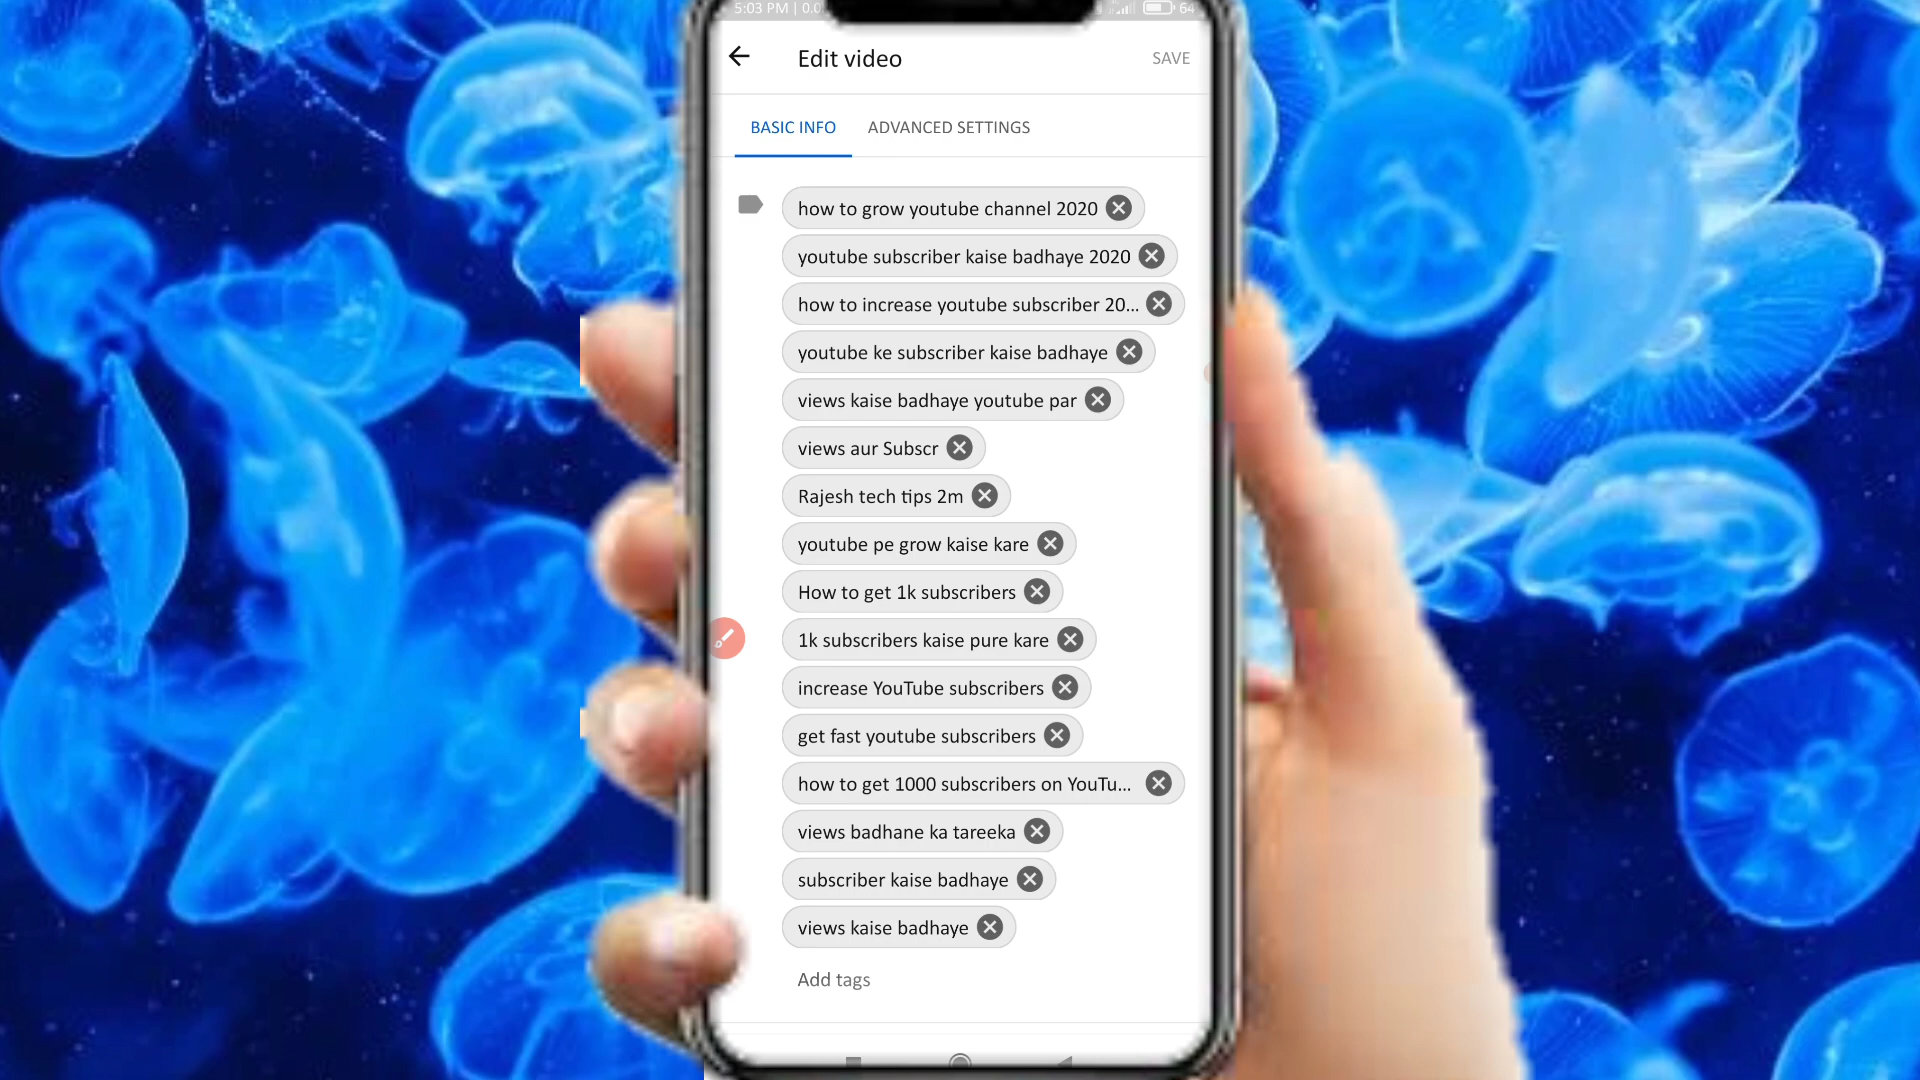 5:03 PM | 0.0
64
Edit video
SAVE
BASIC INFO
ADVANCED SETTINGS
how to grow youtube channel 2020
youtube subscriber kaise badhaye 2020
how to increase youtube subscriber 20...
youtube ke subscriber kaise badhaye
views kaise badhaye youtube par
views aur Subscr
Rajesh tech tips 2m
youtube pe grow kaise kare
How to get 1k subscribers
1k subscribers kaise pure kare
increase YouTube subscribers
get fast youtube subscribers
how to get 1000 subscribers on YouTu...
views badhane ka tareeka
subscriber kaise badhaye
views kaise badhaye
Add tags